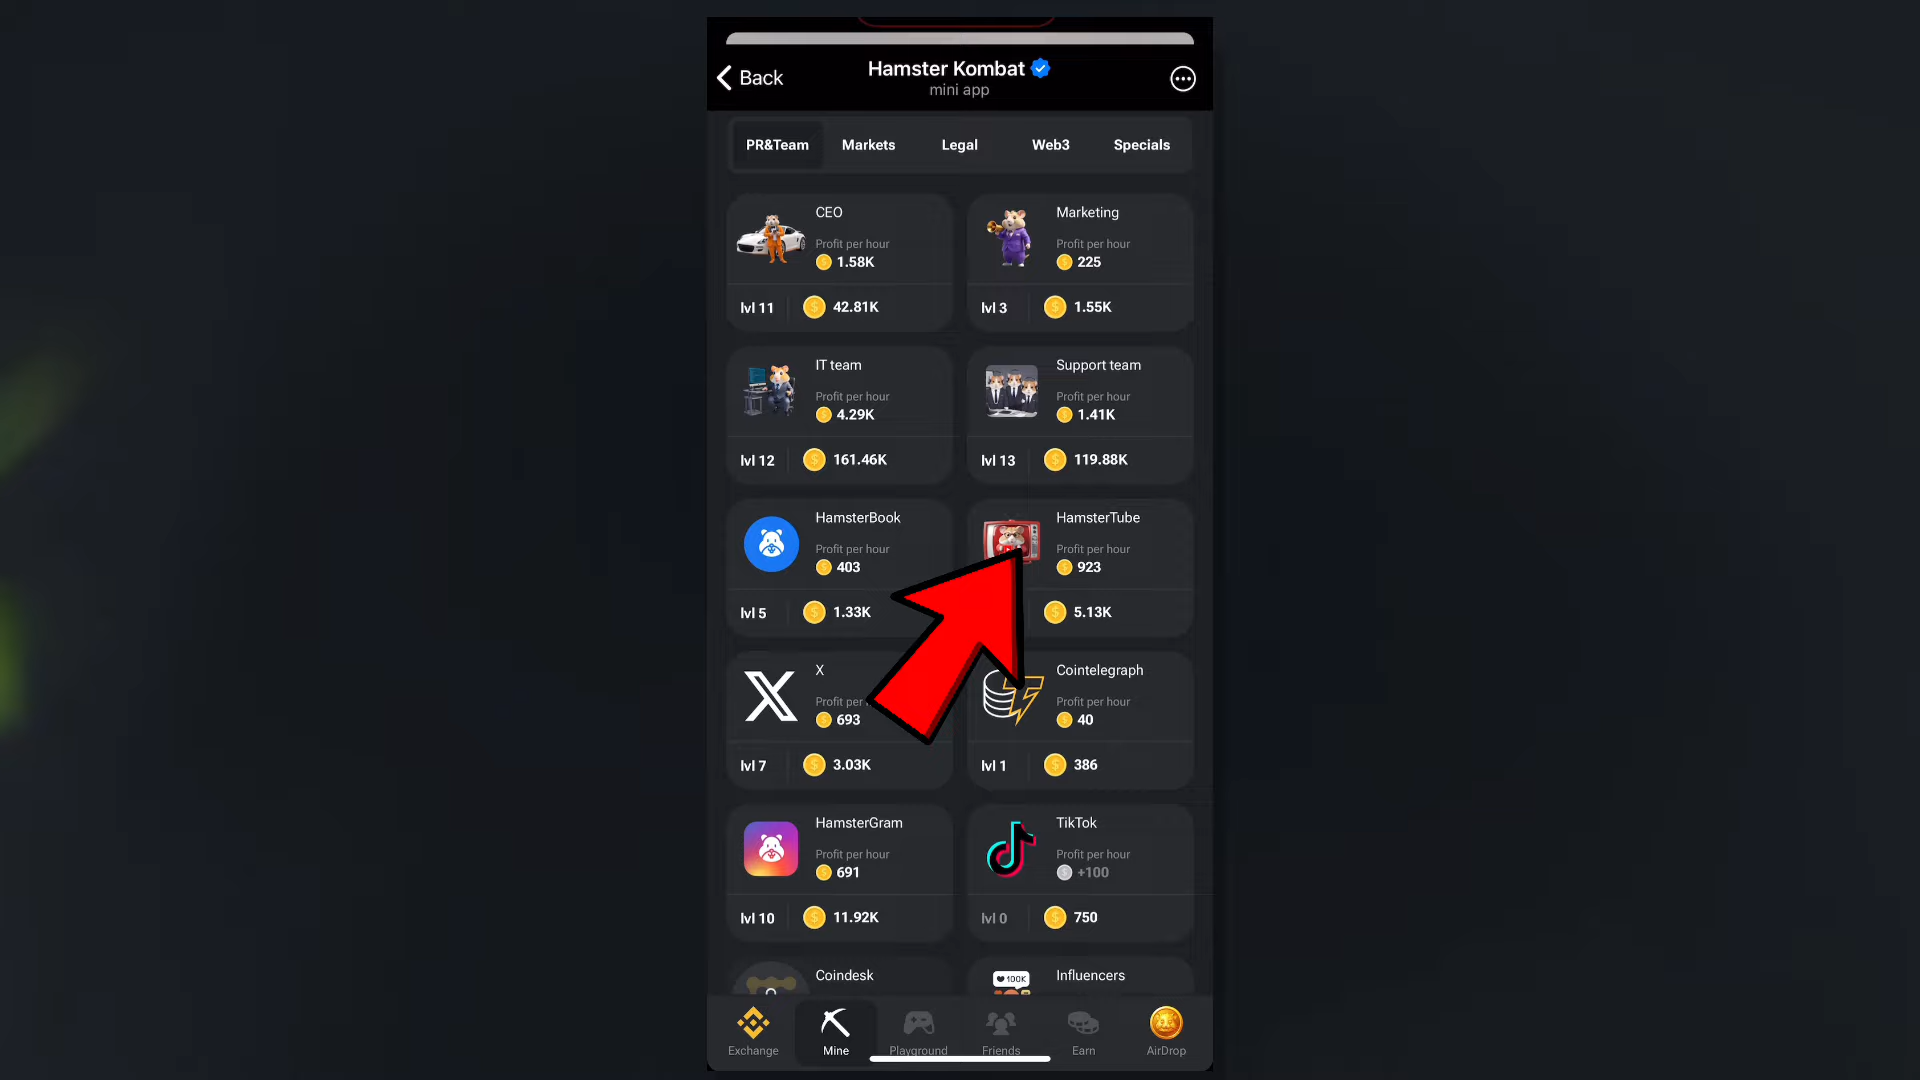 Back
Hamster Kombat
mini app
PR&Team
Markets
Legal
Web3
Specials
CEO
Profit per hour
1.58K
lvl 11
42.81K
Marketing
Profit per hour
225
lvl 3
1.55K
IT team
Profit per hour
4.29K
lvl 12
161.46K
Support team
Profit per hour
1.41K
lvl 13
119.88K
HamsterBook
Profit per hour
403
lvl 5
1.33K
HamsterTube
Profit per hour
923
5.13K
X
Profit per
693
lvl 7
3.03K
Cointelegraph
Profit per hour
40
lvl 1
386
HamsterGram
Profit per hour
691
lvl 10
11.92K
TikTok
Profit per hour
+100
lvl 0
750
Coindesk
100K
Influencers
Exchange
Mine
Playground
Friends
Earn
AirDrop